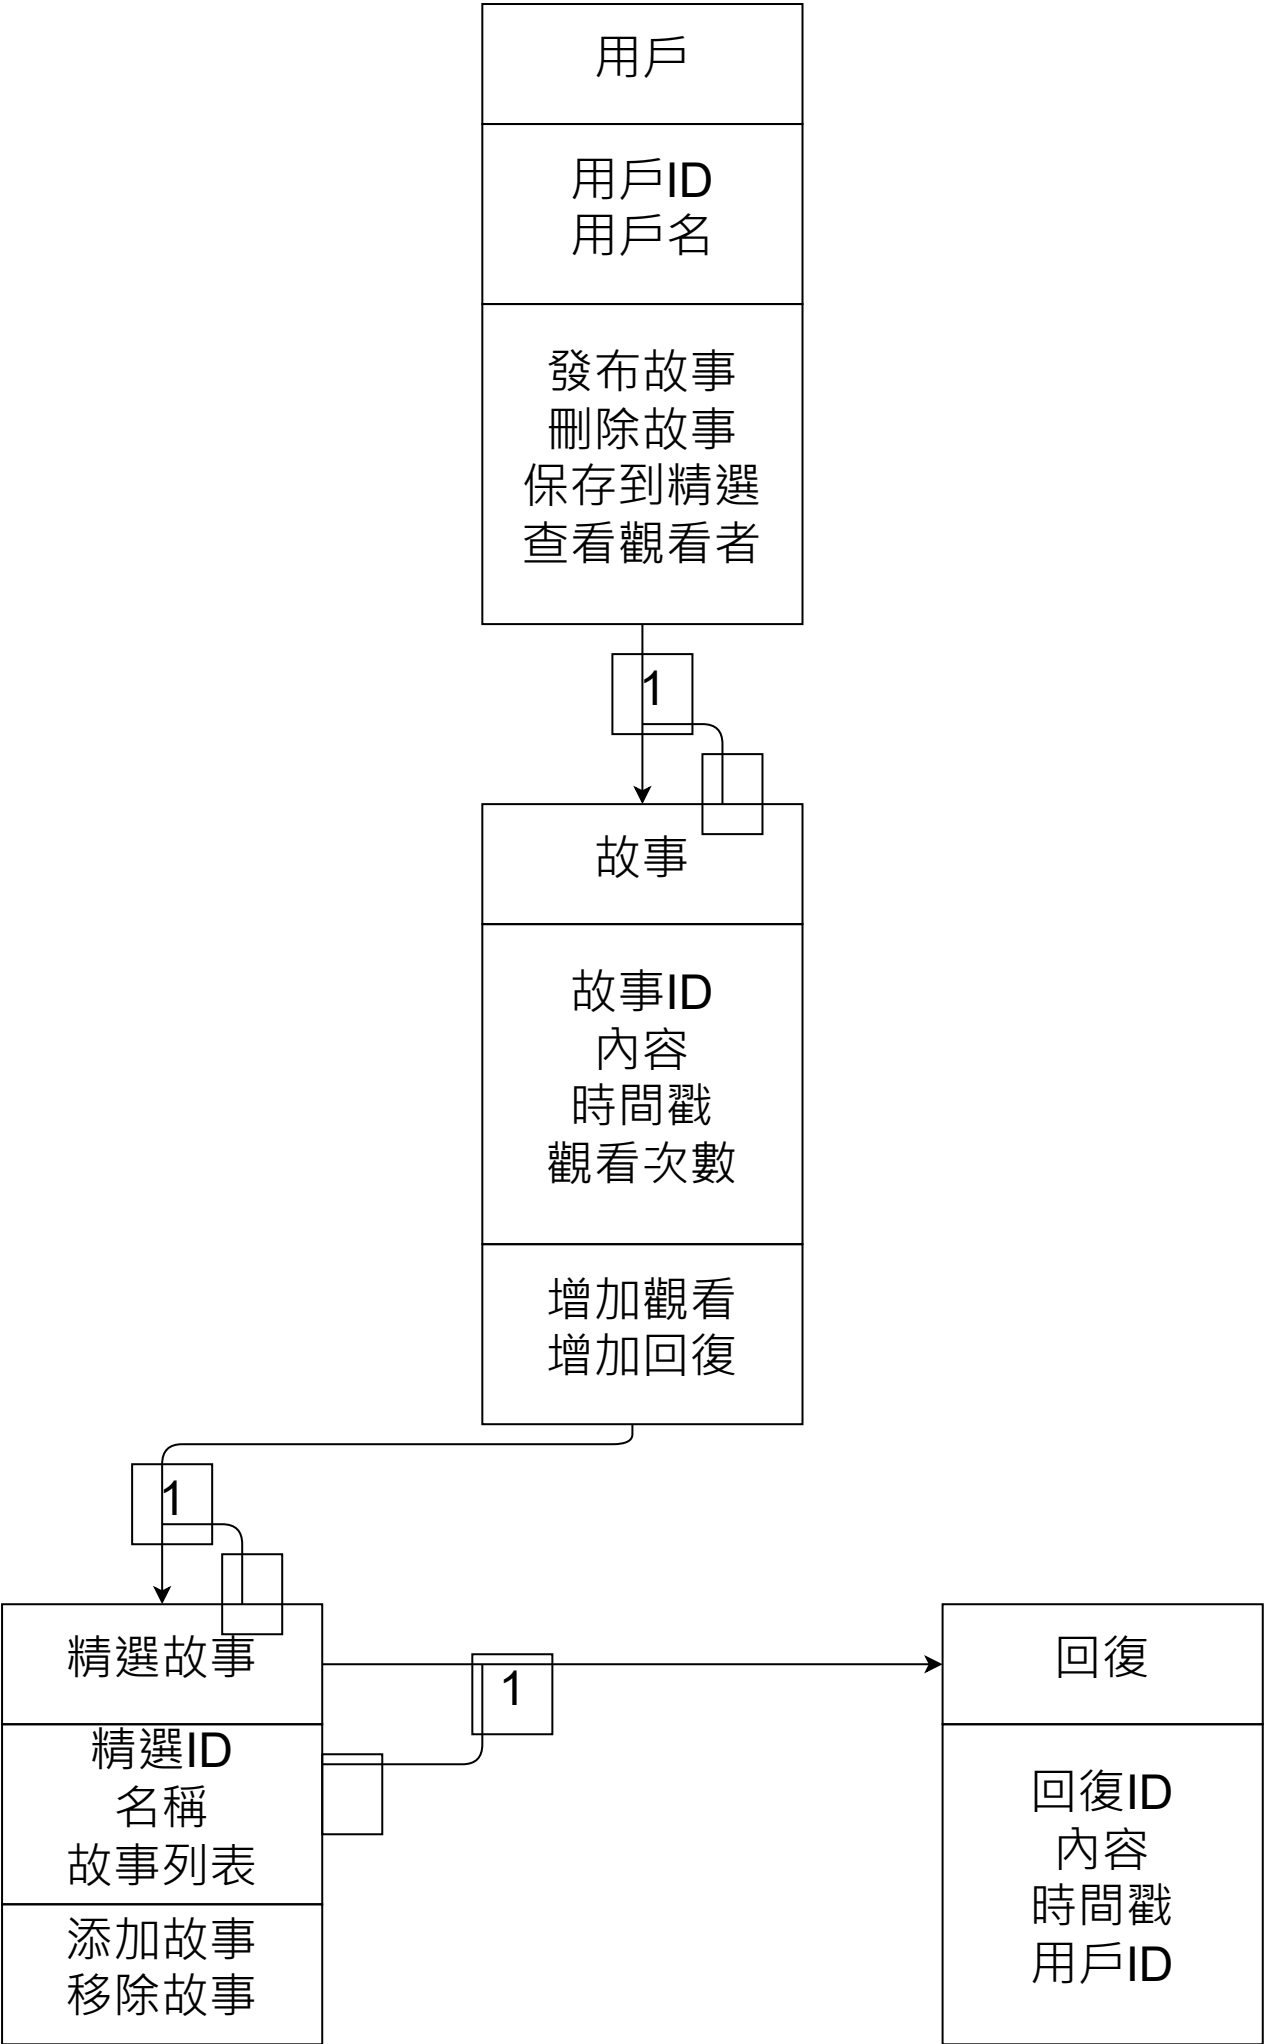 用戶
用戶ID
用戶名
發布故事
刪除故事
保存到精選
查看觀看者
1
故事
故事ID
內容
時間戳
觀看次數
增加觀看
增加回復
1
精選故事
精選ID
名稱
故事列表
添加故事
移除故事
1
回復
回復ID
內容
時間戳
用戶ID